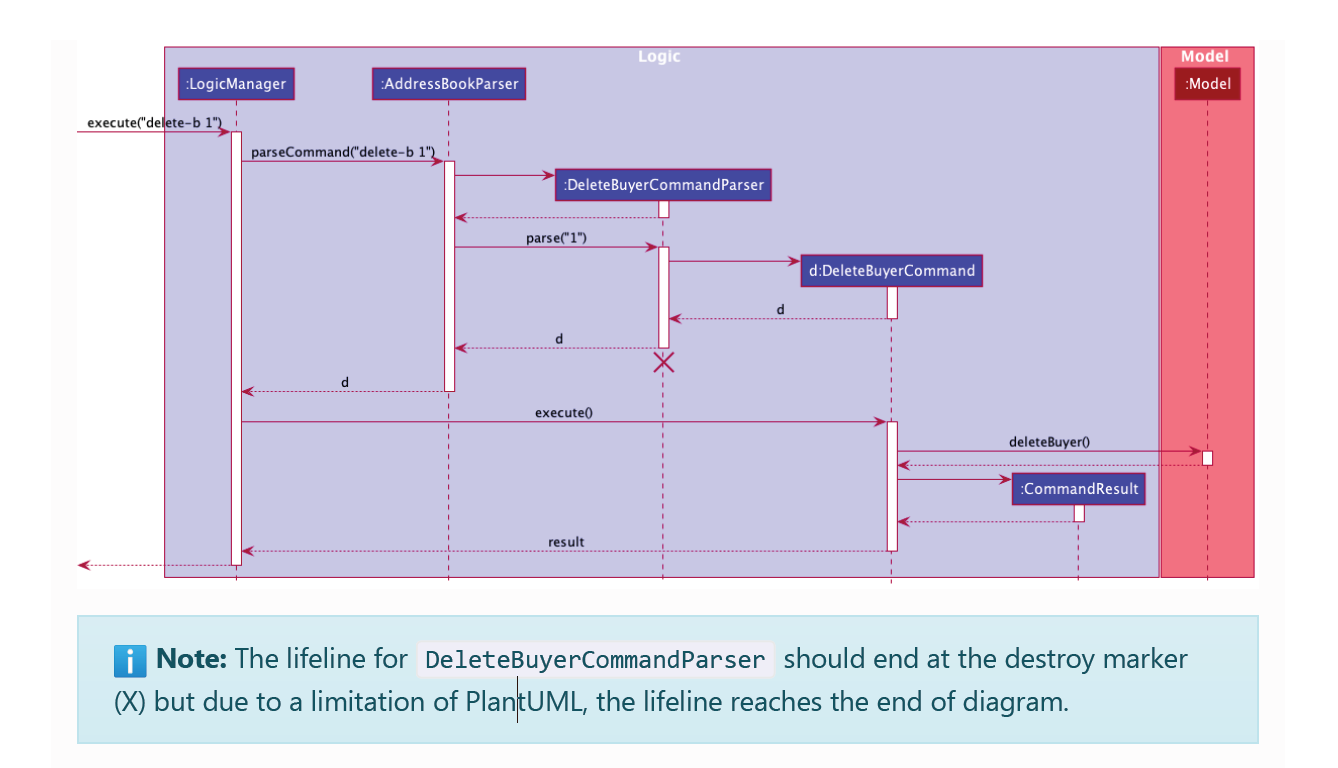 Logic
Model
:LogicManager
:AddressBookParser
:Model
execute("delete-b 1")
parseCommand("delete-b 1")
:DeleteBuyerCommandParser
parse("1")
d:DeleteBuyerCommand
d
d
d
execute()
deleteBuyer()
:CommandResult
result
Note: The lifeline for DeleteBuyerCommandParser should end at the destroy marker
(X) but due to a limitation of PlantUML, the lifeline reaches the end of diagram.